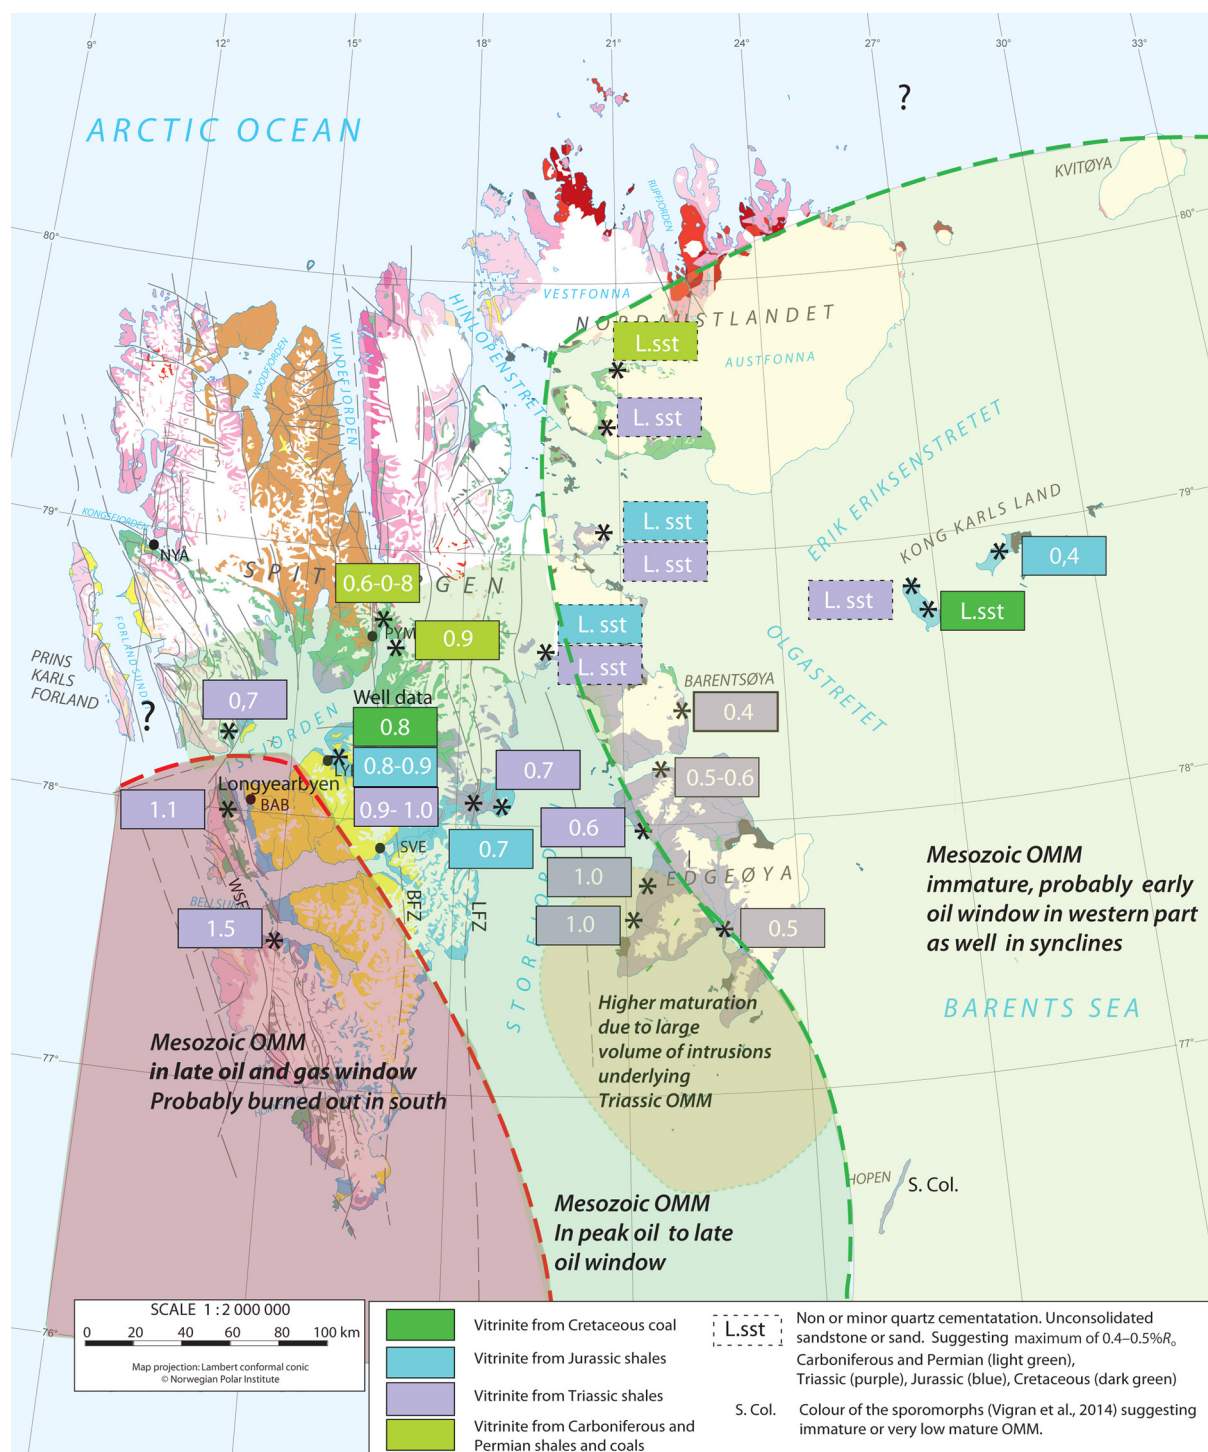 9°
12°
15°
18°
21°
24°
27°
30°
33°
?
ARCTIC OCEAN
KVITØYA
80°
80°
RIJPFJORDEN
VESTFONNA
HINLOPENSTRETET
NORDAUSTLANDET
L.sst
AUSTFONNA
WIJDEFJORDEN
WOODFJORDEN
L. sst
ERIK ERIKSENSTRETET
79°
79°
KONGSFJORDEN
NYÅ
L. sst
L. sst
KONG KARLS LAND
0,4
L. sst
L.sst
0.6-0-8
PYM
0.9
L. sst
L. sst
OLGASTRETET
FORLANDSUND
PRINS
KARLS
FORLAND
?
0,7
Well data
0.8
0.8-0.9
0.9- 1.0
BARENTSØYA
0.4
0.5-0.6
78°
78°
Longyearbyen
BAB
1.1
0.7
0.6
0.7
SVE
1.0
EDGEØYA
1.0
0.5
Mesozoic OMM
immature, probably early
oil window in western part
as well in synclines
BFZ
LFZ
1.5
STOREFJORD
BARENTS SEA
Higher maturation
due to large
volume of intrusions
underlying
Triassic OMM
77°
77°
Mesozoic OMM
in late oil and gas window
Probably burned out in south
HOPEN
S. Col.
Mesozoic OMM
In peak oil to late
oil window
76°
SCALE 1 : 2 000 000
0 20 40 60 80 100 km
Map projection: Lambert conformal conic
© Norwegian Polar Institute
Vitrinite from Cretaceous coal
Vitrinite from Jurassic shales
Vitrinite from Triassic shales
Vitrinite from Carboniferous and
Permian shales and coals
L.sst
Non or minor quartz cementatation. Unconsolidated
sandstone or sand. Suggesting maximum of 0.4–0.5%Rₒ
Carboniferous and Permian (light green),
Triassic (purple), Jurassic (blue), Cretaceous (dark green)
S. Col.
Colour of the sporomorphs (Vigran et al., 2014) suggesting
immature or very low mature OMM.